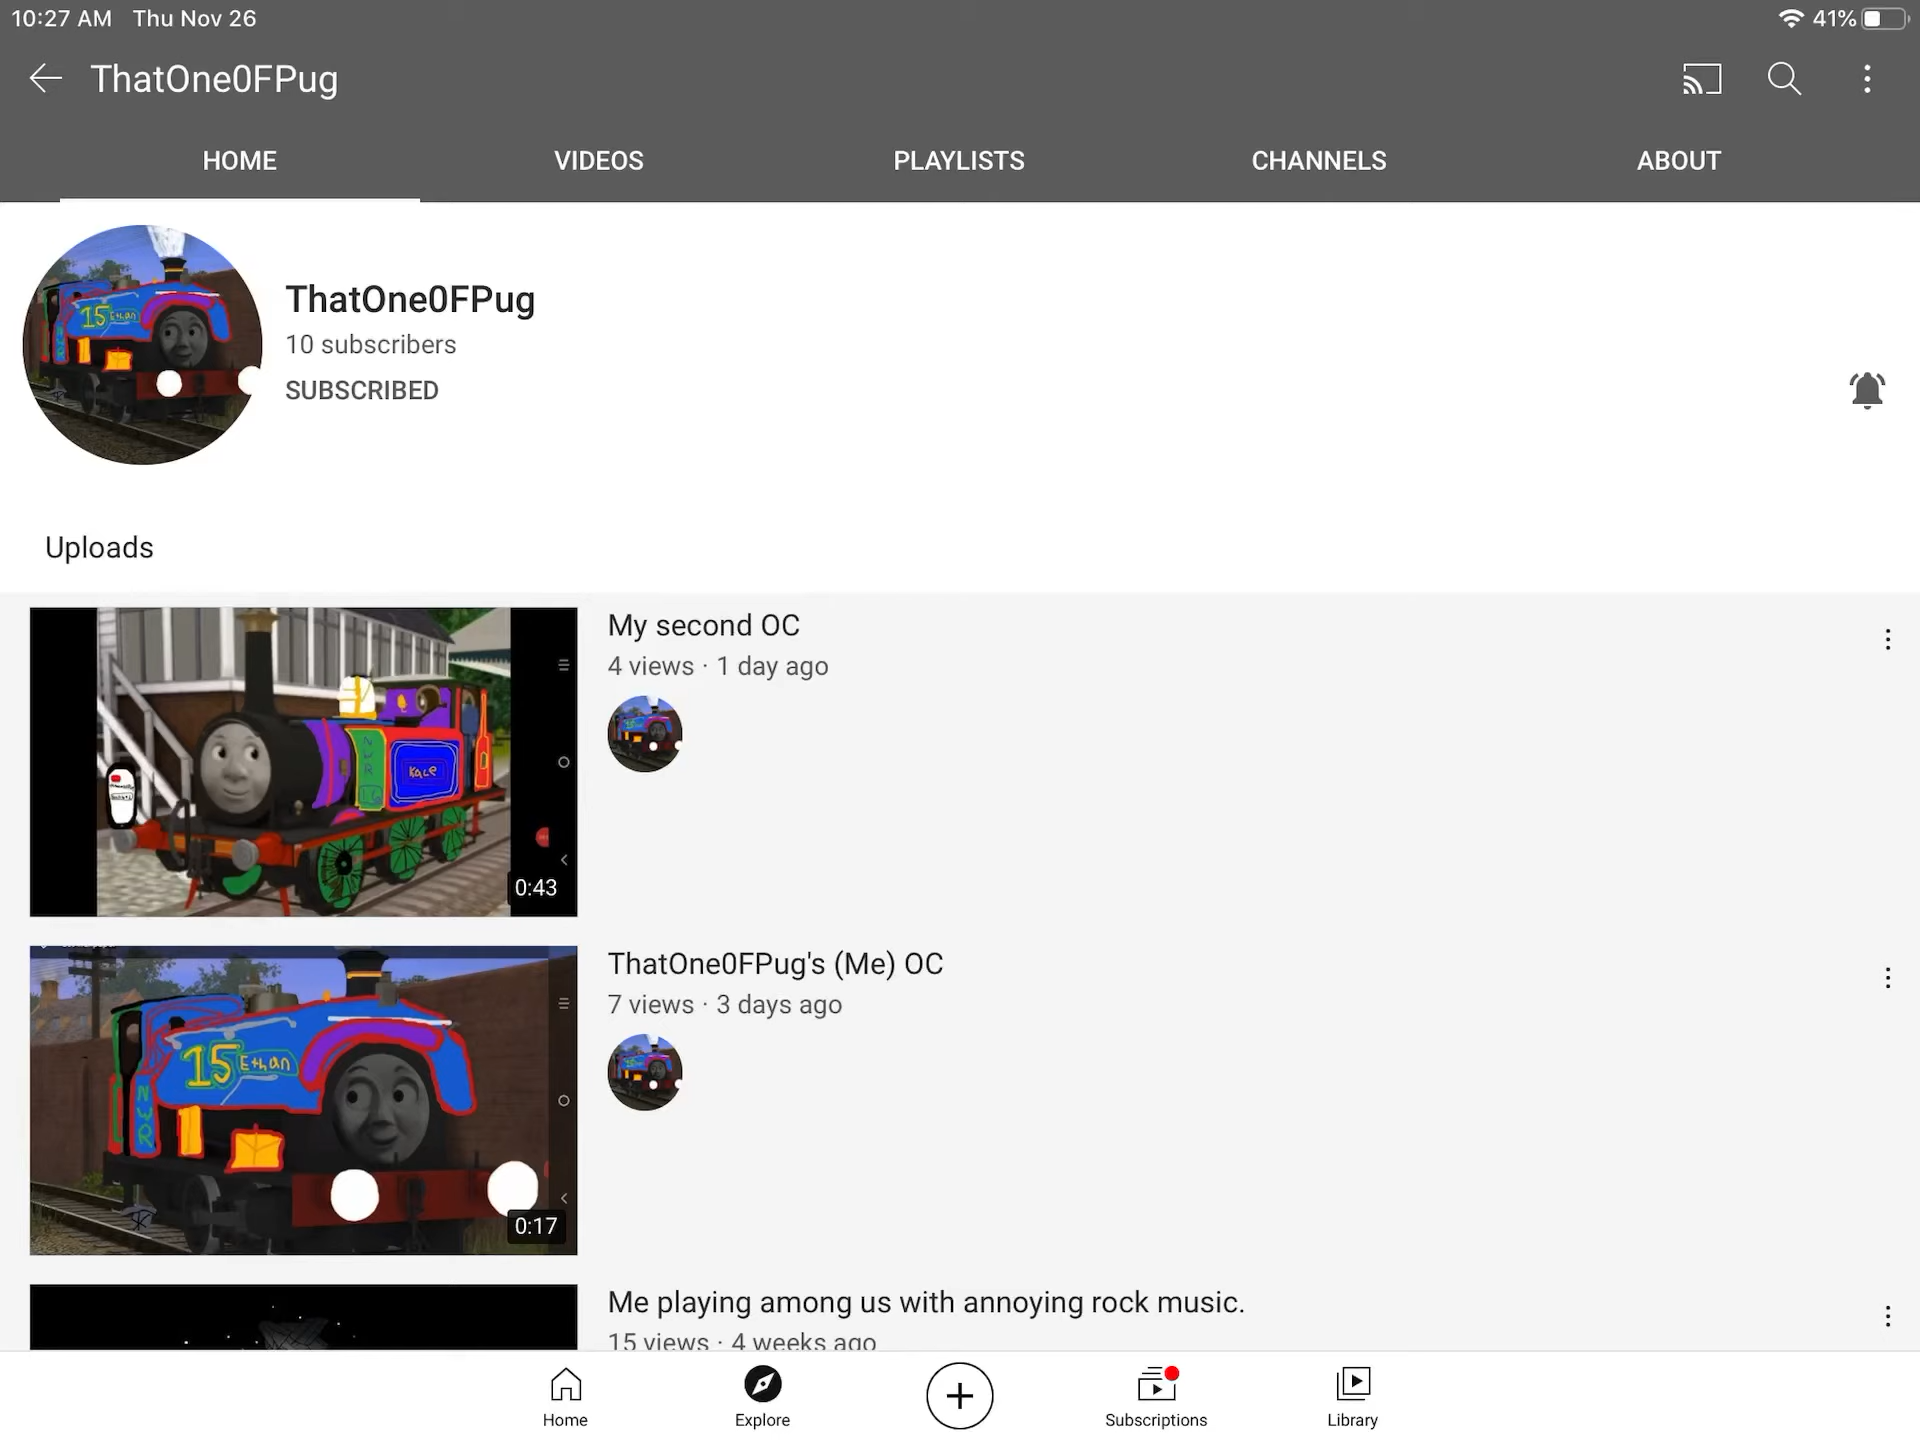 10:27 AM Thu Nov 26
41%
ThatOne0FPug
HOME VIDEOS PLAYLISTS CHANNELS ABOUT
ThatOne0FPug
10 subscribers
SUBSCRIBED
15 Ethan
Uploads
My second OC
4 views · 1 day ago
NWR
Kale
0:43
ThatOne0FPug's (Me) OC
7 views · 3 days ago
15 Ethan
NWR
0:17
Me playing among us with annoying rock music.
15 views · 4 weeks ago
Home Explore Subscriptions Library